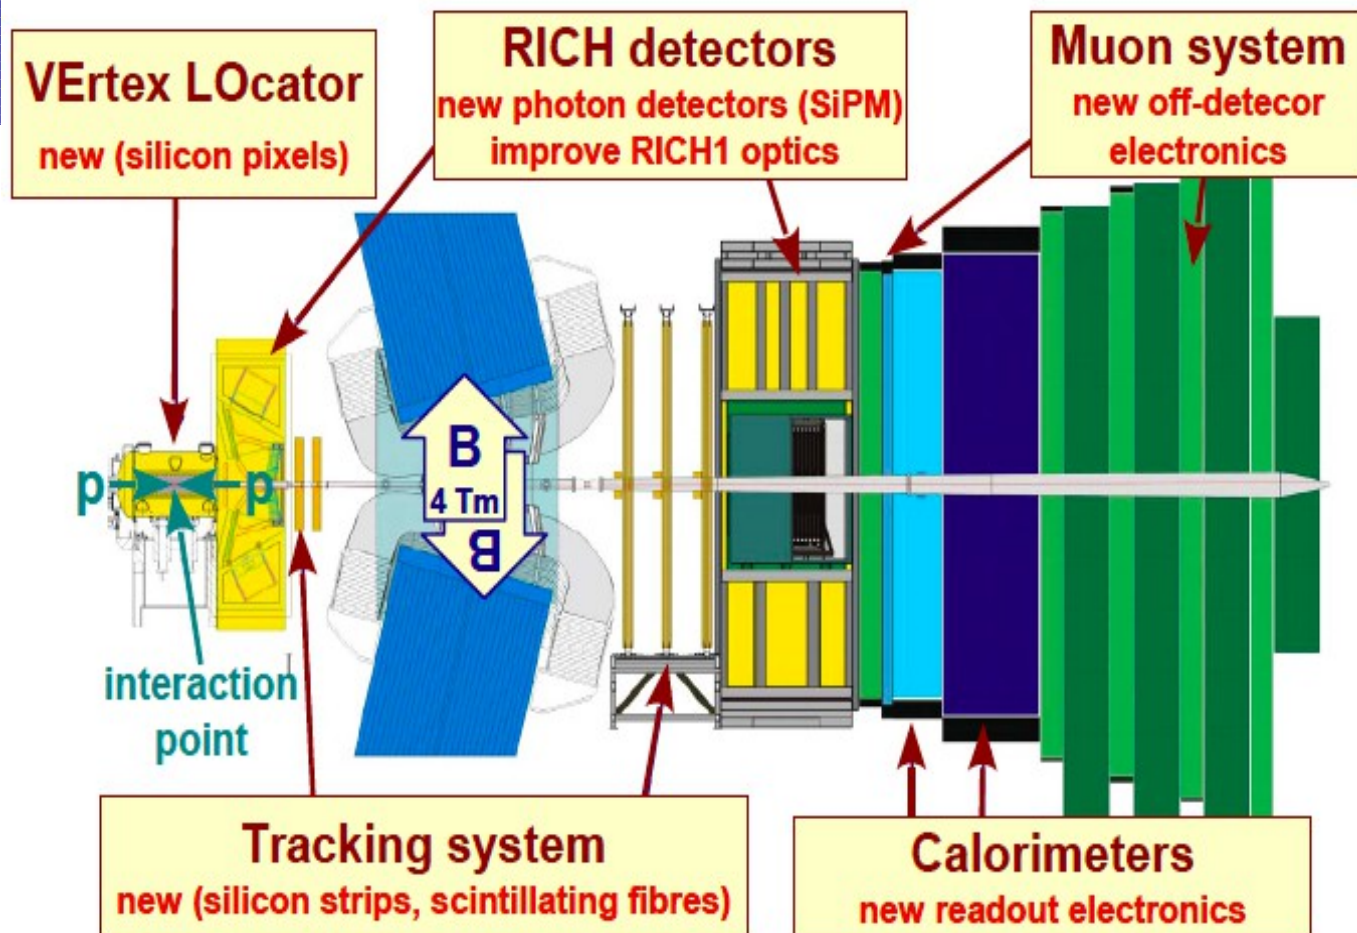 VErtex LOcator
new (silicon pixels)
RICH detectors
new photon detectors (SiPM)
improve RICH1 optics
Muon system
new off-detecor
electronics
B
4 Tm
B
p
p
interaction
point
Tracking system
new (silicon strips, scintillating fibres)
Calorimeters
new readout electronics